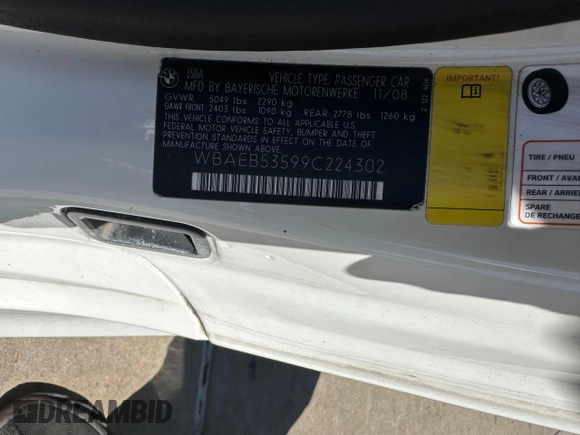 BMW
VEHICLE TYPE: PASSENGER CAR
MFD BY BAYERISCHE MOTORENWERKE 11/08
GVWR 5049 lbs 2290 kg
GAWR FRONT 2403 lbs 1090 kg REAR 2778 lbs 1260 kg
THIS VEHICLE CONFORMS TO ALL APPLICABLE U.S.
FEDERAL MOTOR VEHICLE SAFETY, BUMPER AND THEFT
PREVENTION STANDARDS IN EFFECT ON THE DATE OF
MANUFACTURE SHOWN ABOVE.
WBAEB53599C224302
IMPORTANT!
TIRE / PNEU
FRONT / AVAN
REAR / ARRIER
SPARE
DE RECHANGE
DREAMBID